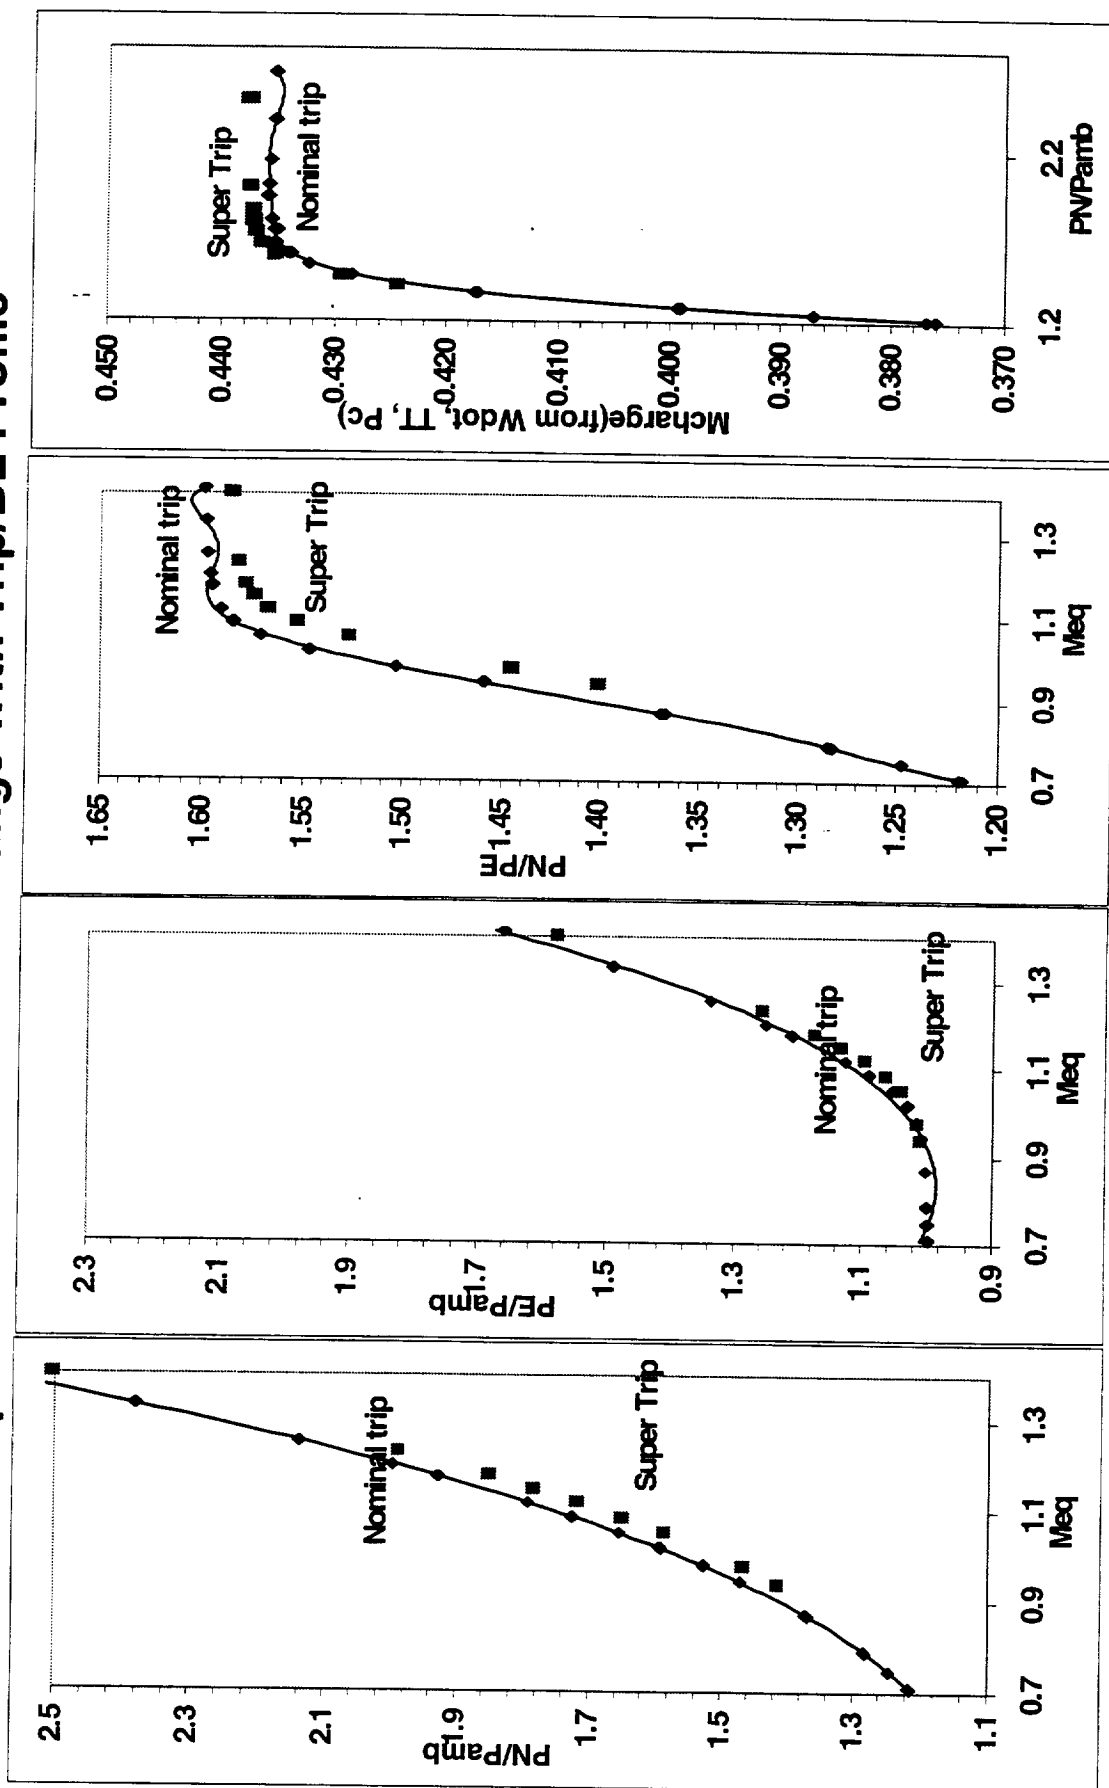 PN/Pamb
2.5
2.3
2.1
1.9
1.7
1.5
1.3
1.1
Nominal trip
Super Trip
0.7 0.9 1.1 1.3
Meq
PE/Pamb
2.3
2.1
1.9
1.7
1.5
1.3
1.1
0.9
Nominal trip
Super Trip
0.7 0.9 1.1 1.3
Meq
PN/PE
1.65
1.60
1.55
1.50
1.45
1.40
1.35
1.30
1.25
1.20
Nominal trip
Super Trip
0.7 0.9 1.1 1.3
Meq
Mcharge(from Wdot, TT, Pc)
0.450
0.440
0.430
0.420
0.410
0.400
0.390
0.380
0.370
Super Trip
Nominal trip
1.2 2.2
PN/Pamb